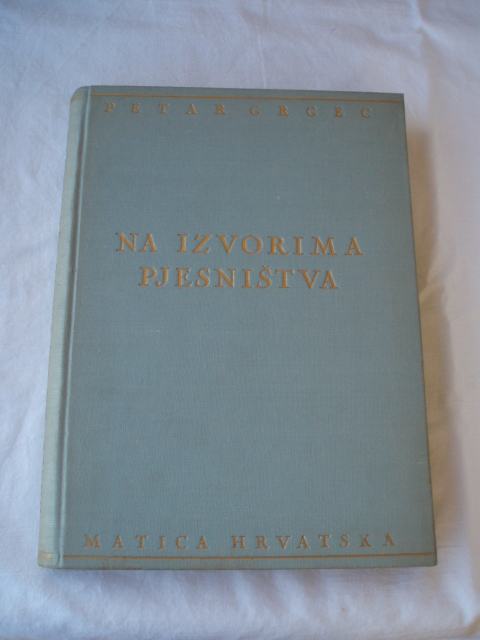 PETAR GRGEC
NA IZVORIMA
PJESNIŠTVA
MATICA HRVATSKA